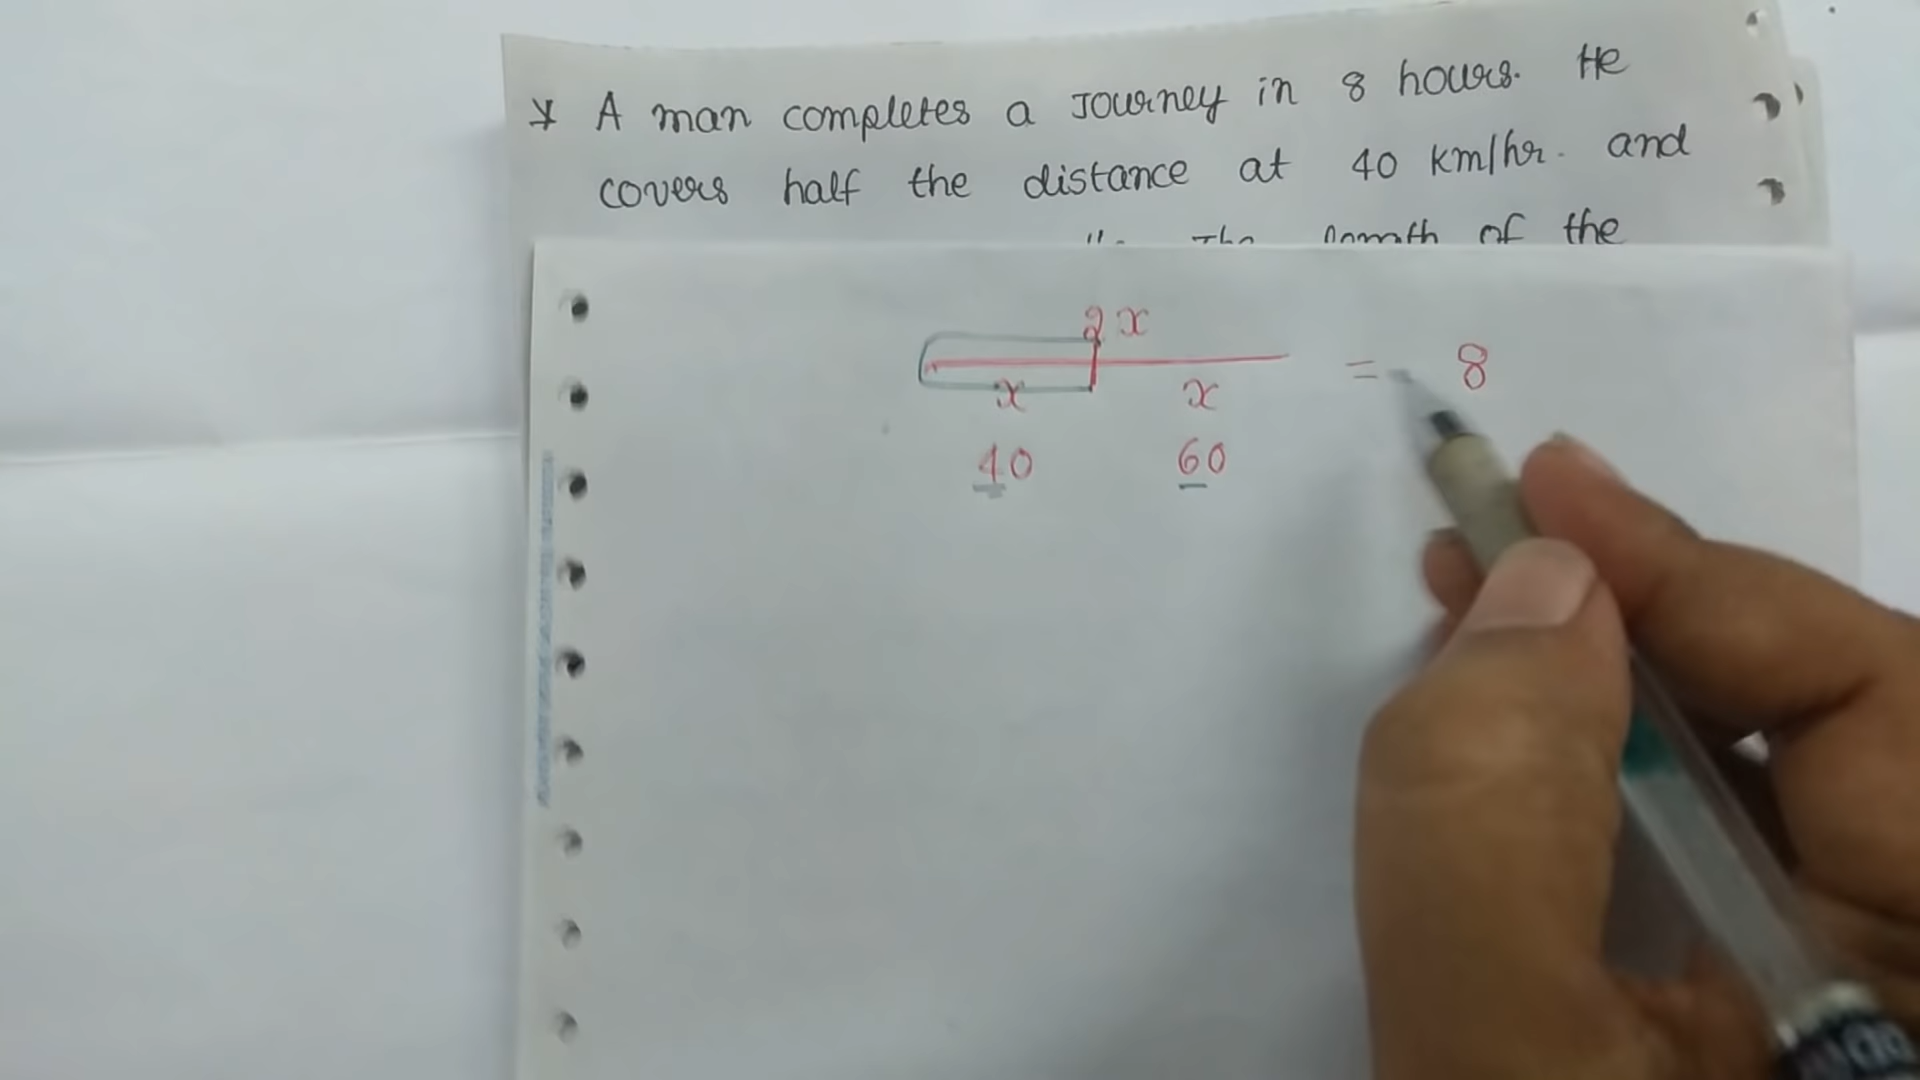 * A man completes a Journey in 8 hours. He
covers half the distance at 40 km/hr. and
of the
2x
= 8
x x
40 60